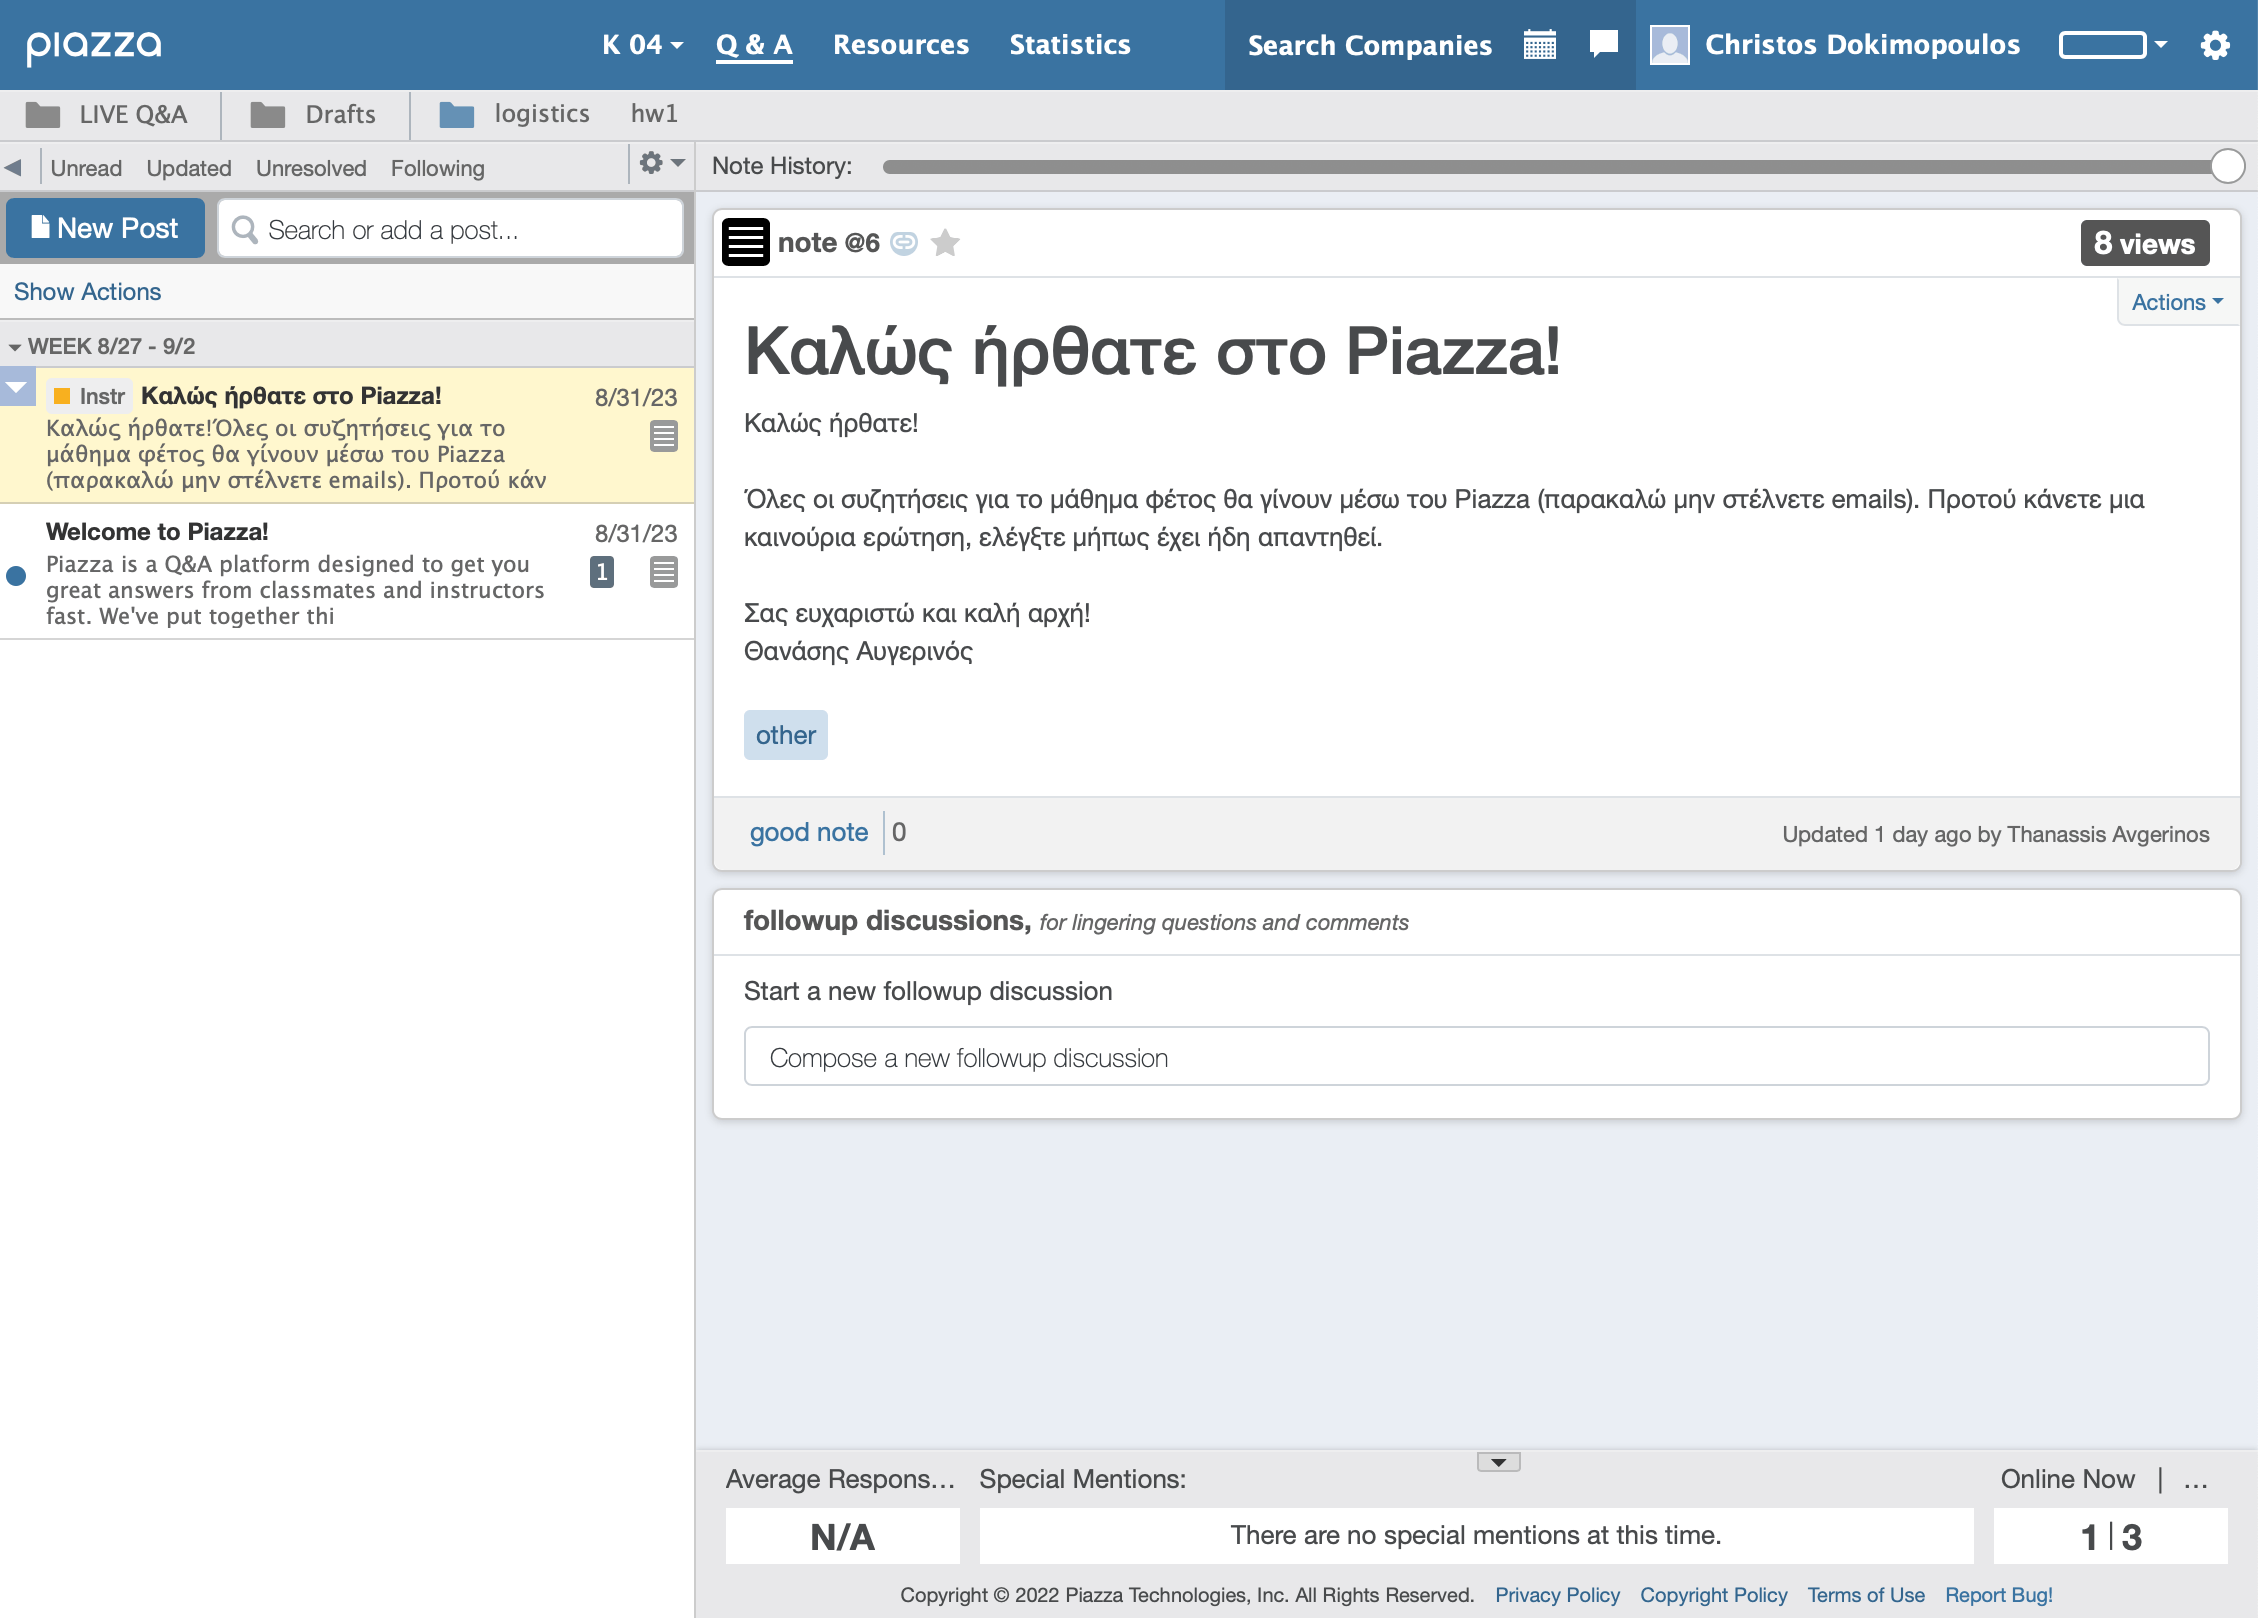 piazza
K 04
Q & A
Resources
Statistics
Search Companies
Christos Dokimopoulos
LIVE Q&A
Drafts
logistics
hw1
Unread
Updated
Unresolved
Following
Note History:
New Post
Search or add a post...
Show Actions
WEEK 8/27 - 9/2
Instr
Καλώς ήρθατε στο Piazza!
8/31/23
Καλώς ήρθατε!Όλες οι συζητήσεις για το
μάθημα φέτος θα γίνουν μέσω του Piazza
(παρακαλώ μην στέλνετε emails). Προτού κάν
Welcome to Piazza!
8/31/23
Piazza is a Q&A platform designed to get you
great answers from classmates and instructors
fast. We've put together thi
1
note @6
8 views
Actions
Καλώς ήρθατε στο Piazza!
Καλώς ήρθατε!
Όλες οι συζητήσεις για το μάθημα φέτος θα γίνουν μέσω του Piazza (παρακαλώ μην στέλνετε emails). Προτού κάνετε μια
καινούρια ερώτηση, ελέγξτε μήπως έχει ήδη απαντηθεί.
Σας ευχαριστώ και καλή αρχή!
Θανάσης Αυγερινός
other
good note
0
Updated 1 day ago by Thanassis Avgerinos
followup discussions, for lingering questions and comments
Start a new followup discussion
Compose a new followup discussion
Average Respons...
Special Mentions:
Online Now | ...
N/A
There are no special mentions at this time.
1 | 3
Copyright © 2022 Piazza Technologies, Inc. All Rights Reserved. Privacy Policy Copyright Policy Terms of Use Report Bug!